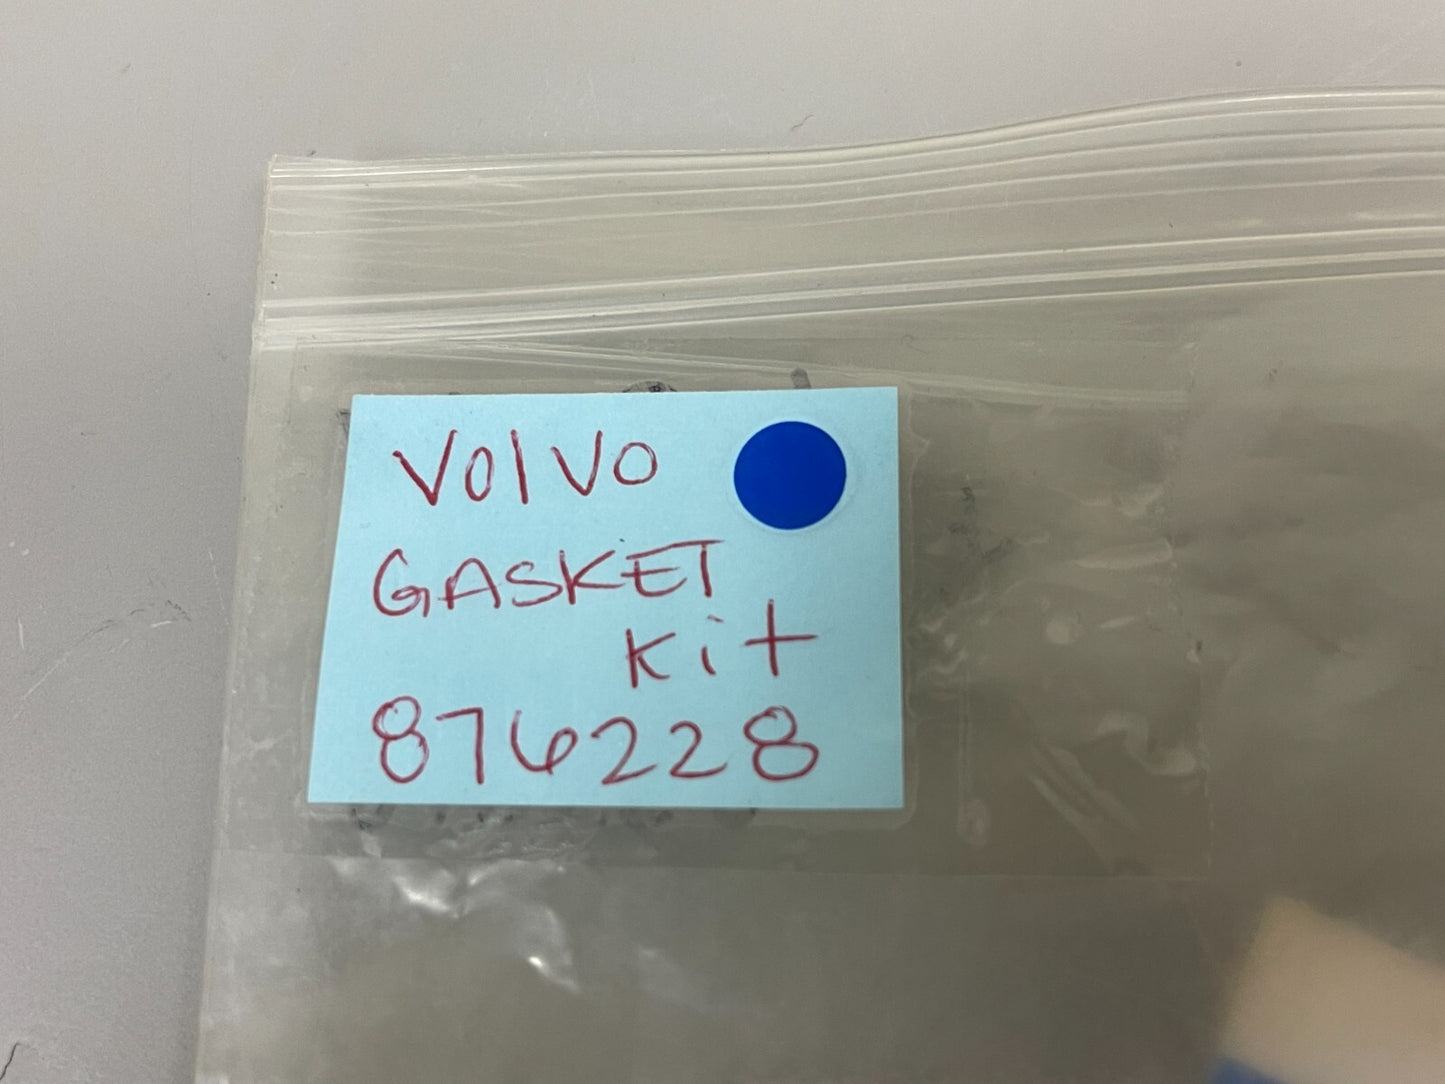 Volvo
GASKET
Kit
876228